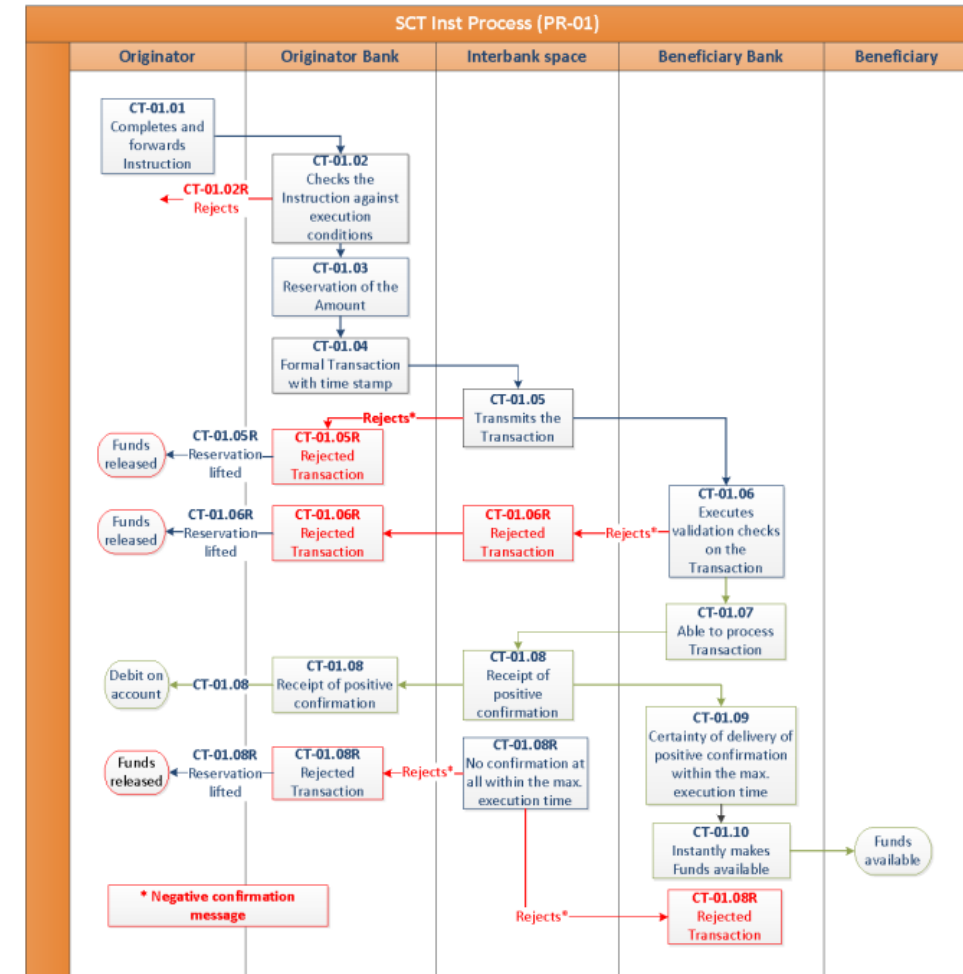 SCT Inst Process (PR-01)
Originator
Originator Bank
Interbank space
Beneficiary Bank
Beneficiary
CT-01.01
Completes and
forwards
Instruction
CT-01.02
Checks the
Instruction against
execution
conditions
CT-01.02R
Rejects
CT-01.03
Reservation of the
Amount
CT-01.04
Formal Transaction
with time stamp
CT-01.05
Transmits the
Transaction
Rejects*
CT-01.05R
Rejected
Transaction
CT-01.05R
Reservation
lifted
Funds
released
CT-01.06
Executes
validation checks
on the
Transaction
Rejects*
CT-01.06R
Rejected
Transaction
CT-01.06R
Rejected
Transaction
CT-01.06R
Reservation
lifted
Funds
released
CT-01.07
Able to process
Transaction
CT-01.08
Receipt of
positive
confirmation
CT-01.08
Receipt of positive
confirmation
CT-01.08
Debit on
account
CT-01.09
Certainty of delivery of
positive confirmation
within the max.
execution time
CT-01.08R
No confirmation at
all within the max.
execution time
Rejects*
CT-01.08R
Rejected
Transaction
CT-01.08R
Reservation
lifted
Funds
released
CT-01.10
Instantly makes
Funds available
Funds
available
* Negative confirmation
message
Rejects*
CT-01.08R
Rejected
Transaction